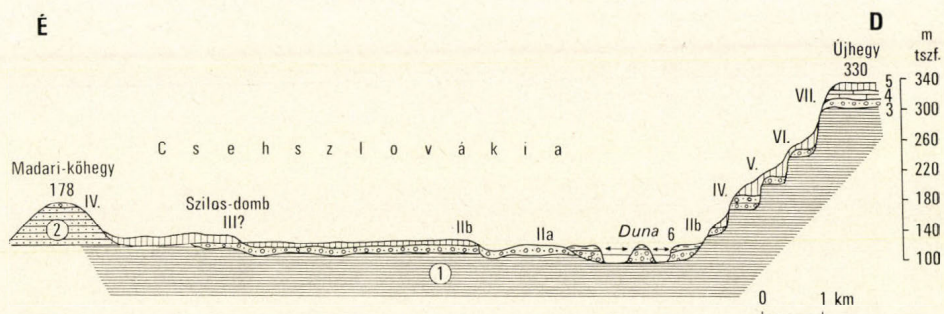 É
D
m
tszf.
Újhegy
330
340
5
4
3
VII.
300
VI.
260
V.
220
Csehszlovákia
Madari-kőhegy
178
IV.
IV.
180
Szilos-domb
III?
2
IIb
IIa
Duna
6
IIb
140
1
100
0 1 km